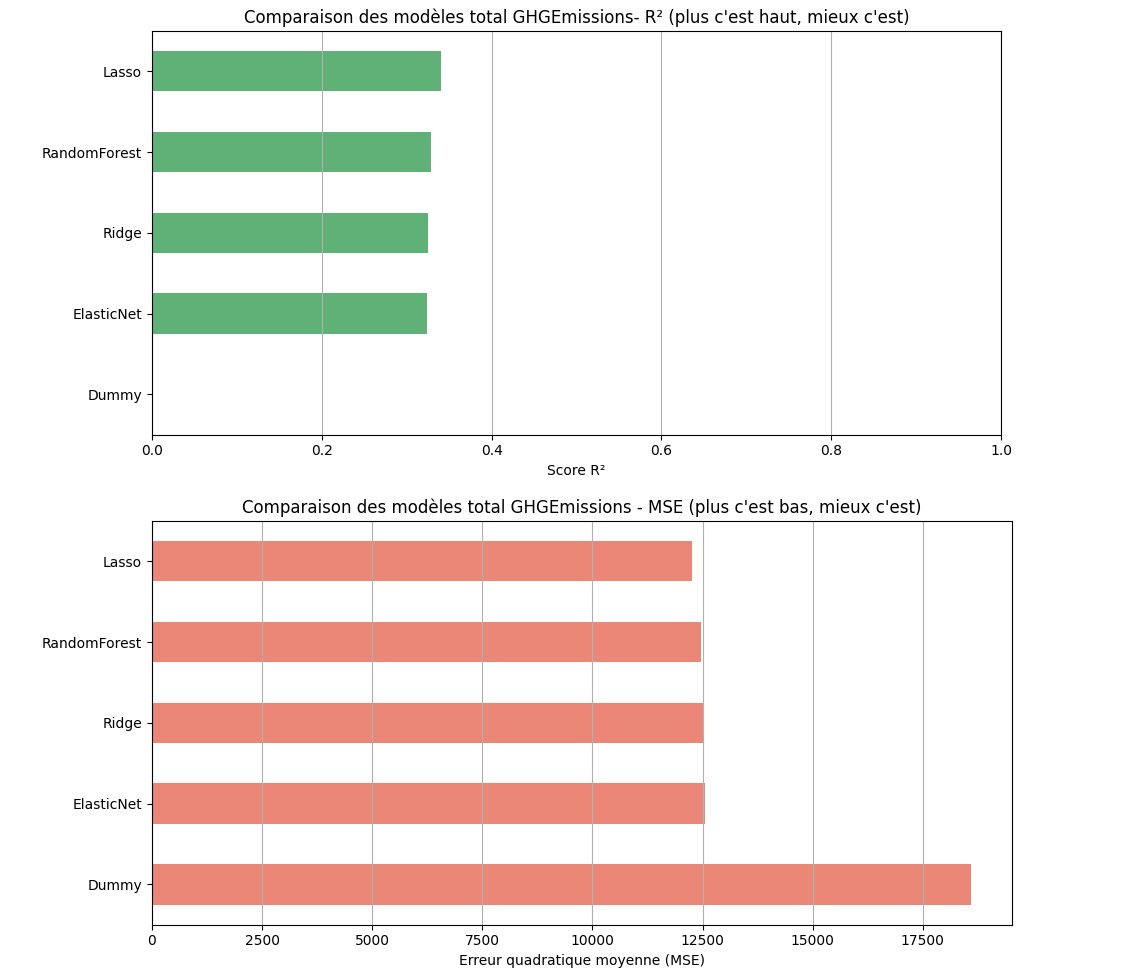 Comparaison des modèles total GHGEmissions- R² (plus c'est haut, mieux c'est)
Lasso
RandomForest
Ridge
ElasticNet
Dummy
0.0 0.2 0.4 0.6 0.8 1.0
Score R²
Comparaison des modèles total GHGEmissions - MSE (plus c'est bas, mieux c'est)
Lasso
RandomForest
Ridge
ElasticNet
Dummy
0 2500 5000 7500 10000 12500 15000 17500
Erreur quadratique moyenne (MSE)